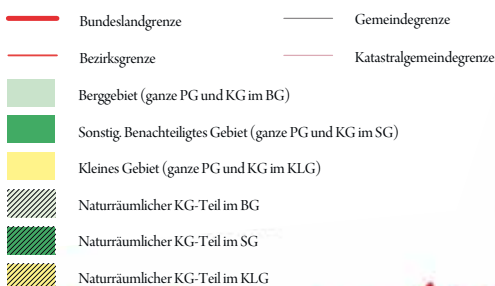 Bundeslandgrenze
Gemeindegrenze
Bezirksgrenze
Katastralgemeindegrenze
Berggebiet (ganze PG und KG im BG)
Sonstig. Benachteiligtes Gebiet (ganze PG und KG im SG)
Kleines Gebiet (ganze PG und KG im KLG)
Naturräumlicher KG-Teil im BG
Naturräumlicher KG-Teil im SG
Naturräumlicher KG-Teil im KLG